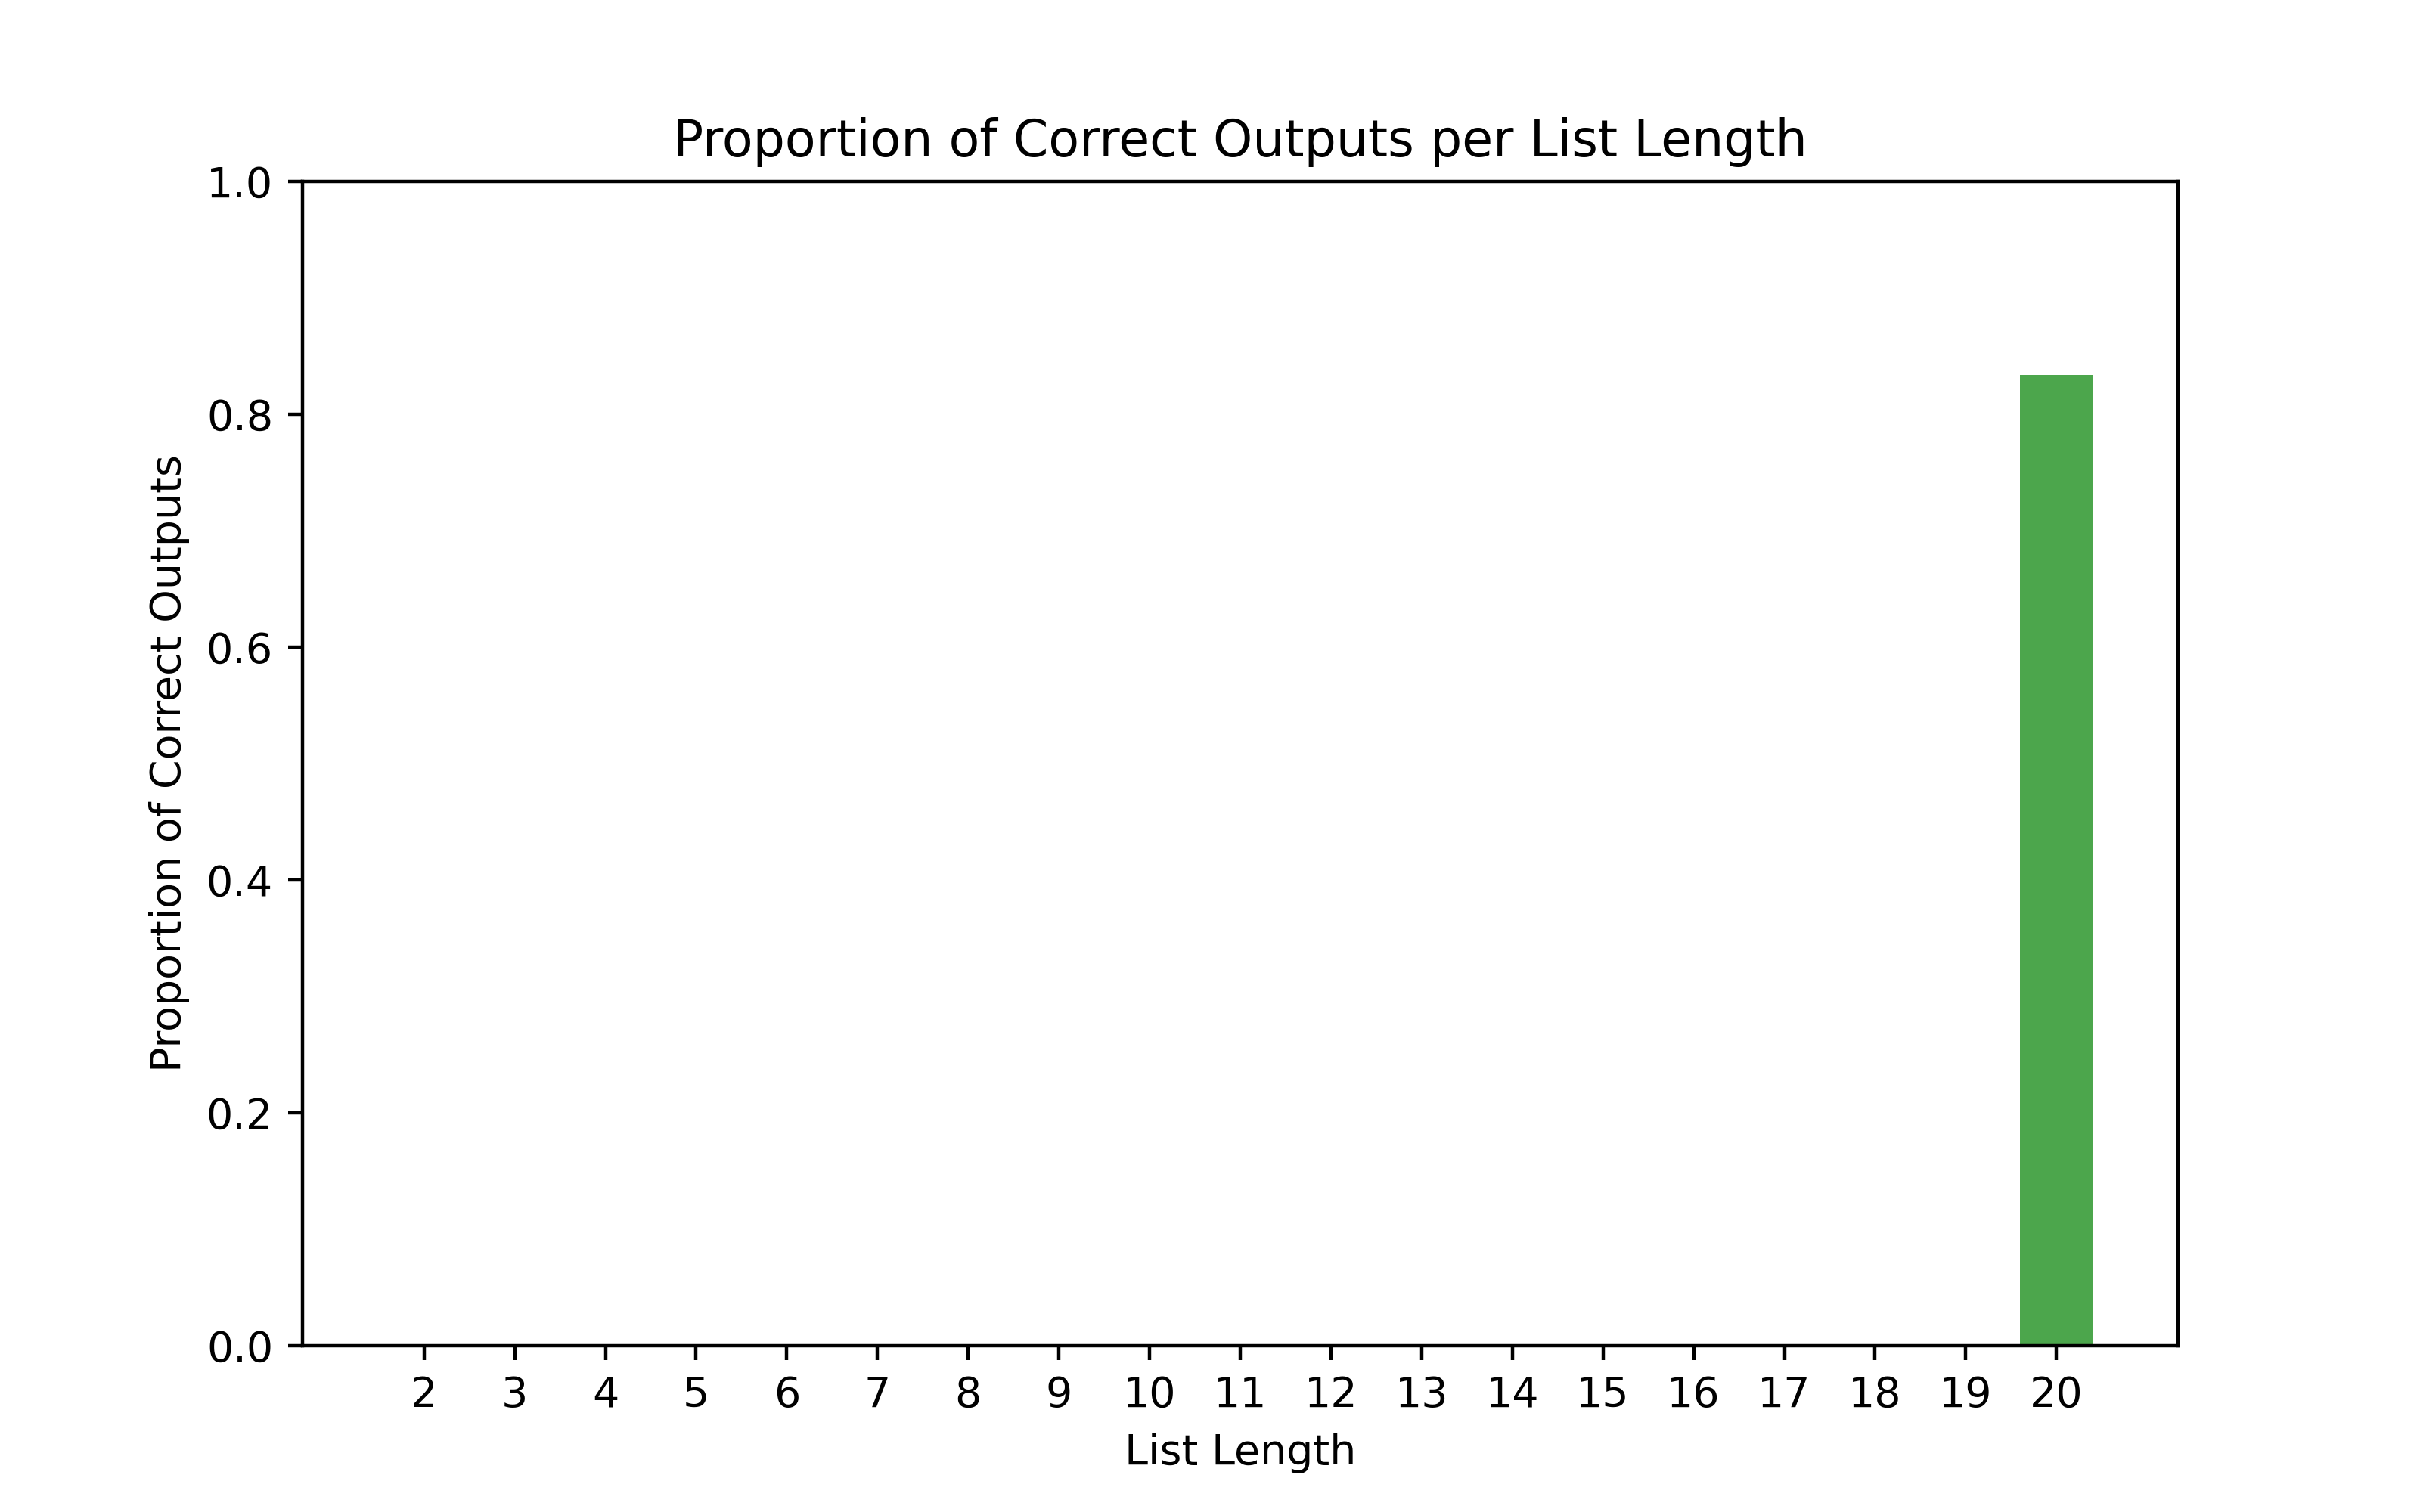 Proportion of Correct Outputs per List Length
1.0
0.8
0.6
0.4
0.2
0.0
Proportion of Correct Outputs
2 3 4 5 6 7 8 9 10 11 12 13 14 15 16 17 18 19 20
List Length